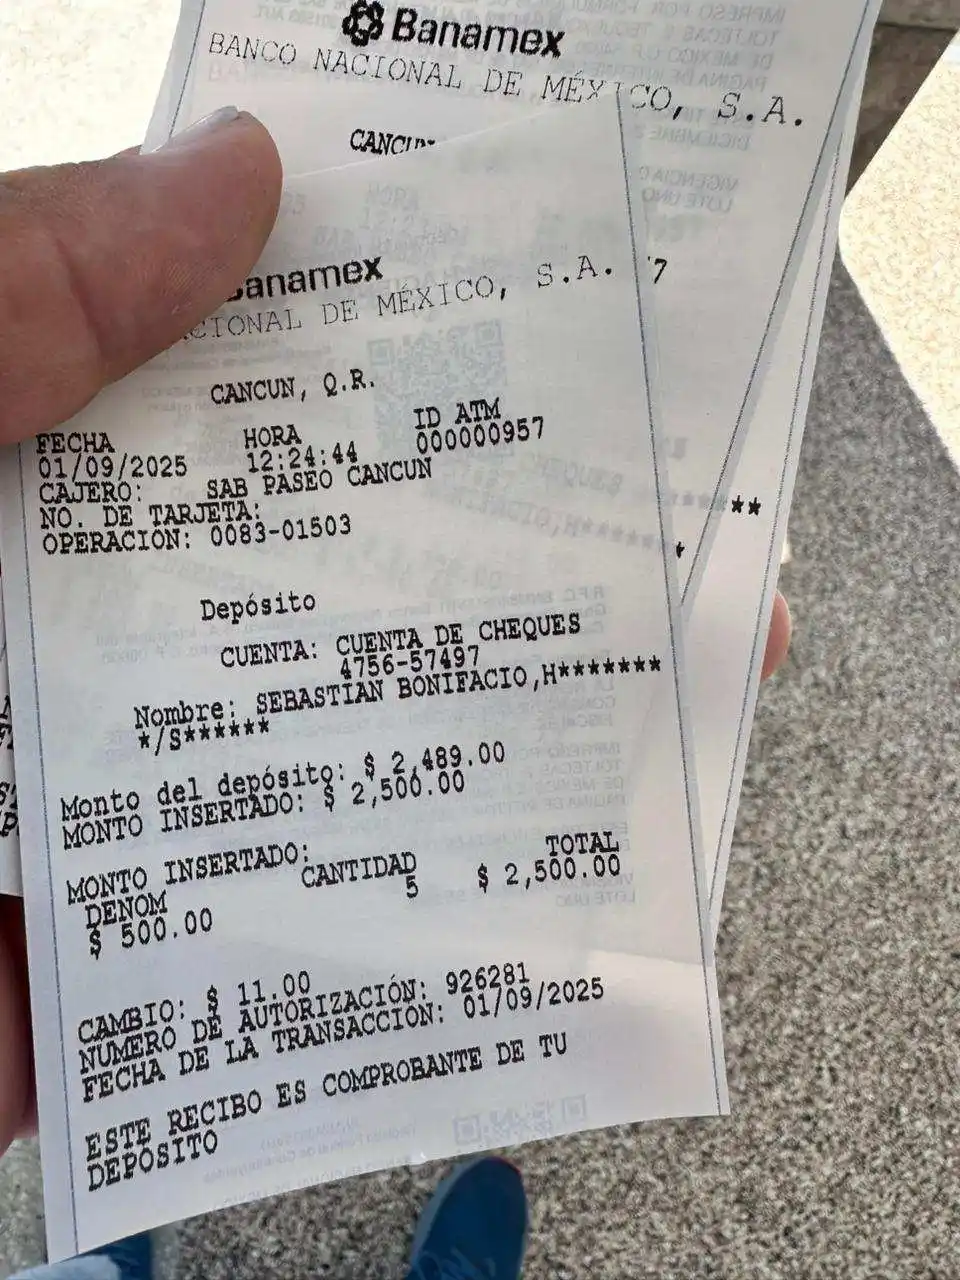 Banamex
BANCO NACIONAL DE MÉXICO, S.A.
CANCUN
Banamex
NACIONAL DE MÉXICO, S.A.
7
CANCUN, Q.R.
FECHA HORA ID ATM
01/09/2025 12:24:44 000000957
CAJERO: SAB PASEO CANCUN
NO. DE TARJETA:
OPERACIÓN: 0083-01503
Depósito
CUENTA: CUENTA DE CHEQUES
4756-57497
Nombre: SEBASTIAN BONIFACIO,H*******
*/S******
Monto del depósito: $ 2,489.00
MONTO INSERTADO: $ 2,500.00
MONTO INSERTADO:
DENOM CANTIDAD TOTAL
$ 500.00 5 $ 2,500.00
CAMBIO: $ 11.00
NÚMERO DE AUTORIZACIÓN: 926281
FECHA DE LA TRANSACCIÓN: 01/09/2025
ESTE RECIBO ES COMPROBANTE DE TU
DEPÓSITO